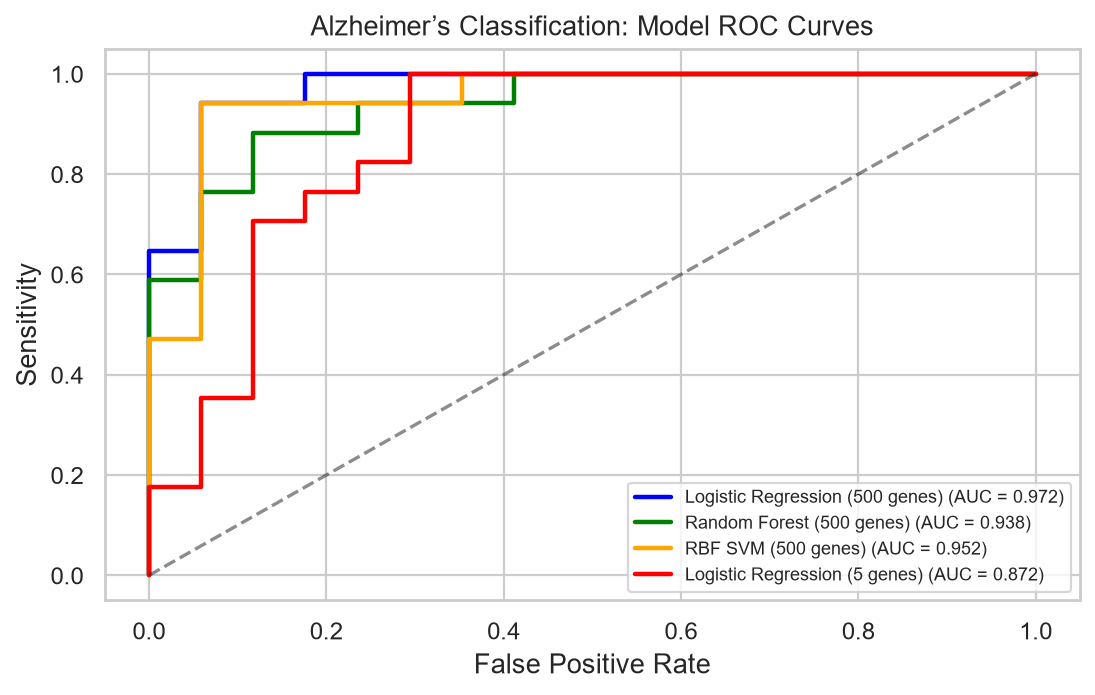 Alzheimer’s Classification: Model ROC Curves
1.0
0.8
0.6
0.4
0.2
0.0
Sensitivity
Logistic Regression (500 genes) (AUC = 0.972)
Random Forest (500 genes) (AUC = 0.938)
RBF SVM (500 genes) (AUC = 0.952)
Logistic Regression (5 genes) (AUC = 0.872)
0.0 0.2 0.4 0.6 0.8 1.0
False Positive Rate